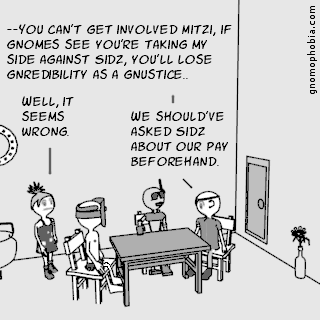 --YOU CAN'T GET INVOLVED MITZI, IF
GNOMES SEE YOU'RE TAKING MY
SIDE AGAINST SIDZ, YOU'LL LOSE
GNREDIBILITY AS A GNUSTICE..
WELL, IT
SEEMS
WRONG.
WE SHOULD'VE
ASKED SIDZ
ABOUT OUR PAY
BEFOREHAND.
gnomophobia.com